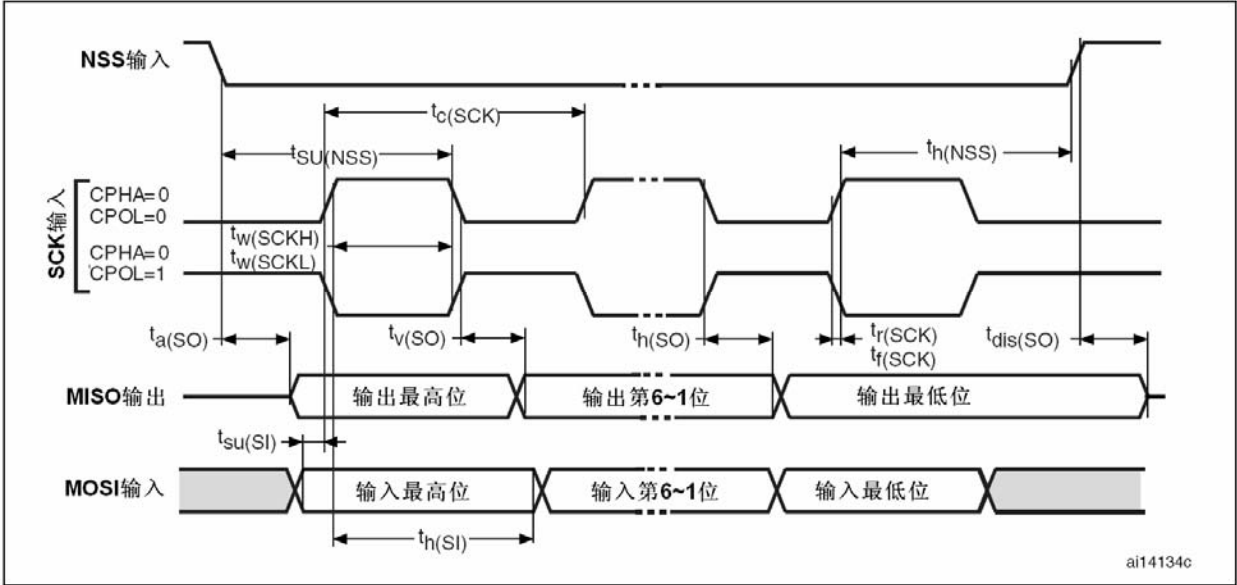 NSS输入
tc(SCK)
tSU(NSS)
th(NSS)
SCK输入
CPHA=0
CPOL=0
CPHA=0
CPOL=1
tw(SCKH)
tw(SCKL)
ta(SO)
tv(SO)
th(SO)
tr(SCK)
tf(SCK)
tdis(SO)
MISO输出
输出最高位
输出第6~1位
输出最低位
tsu(SI)
MOSI输入
输入最高位
输入第6~1位
输入最低位
th(SI)
ai14134c